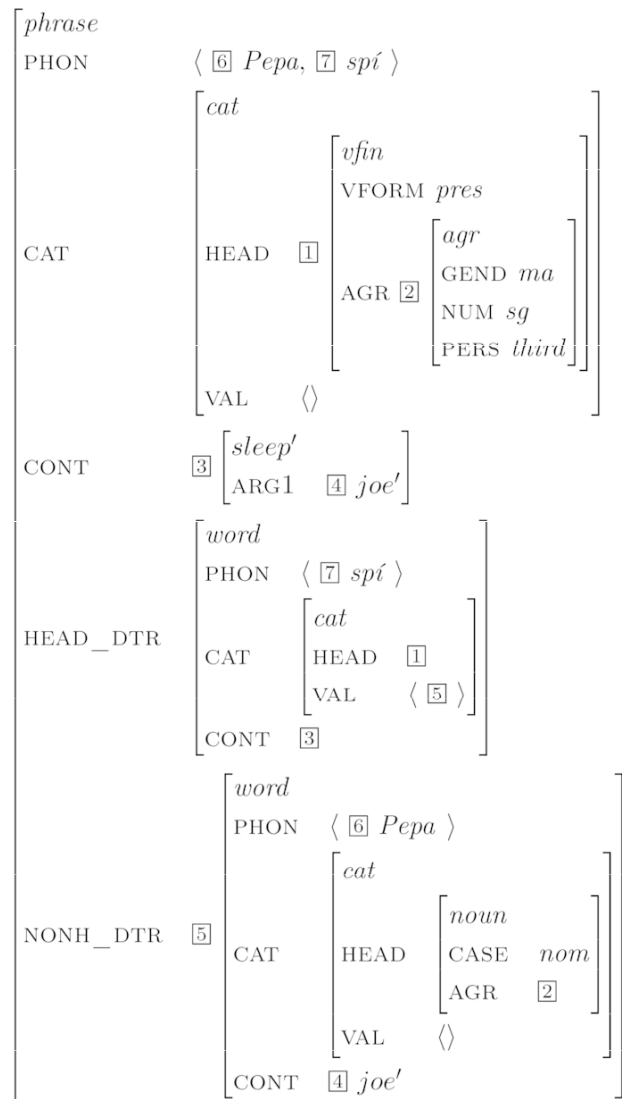 phrase
PHON ⟨ 6 Pepa, 7 spí ⟩
cat
vfin
VFORM pres
CAT HEAD 1 AGR 2 agr
GEND ma
NUM sg
PERS third
VAL ⟨⟩
CONT 3 sleep′
ARG1 4 joe′
word
PHON ⟨ 7 spí ⟩
HEAD_DTR CAT cat
HEAD 1
VAL ⟨ 5 ⟩
CONT 3
word
PHON ⟨ 6 Pepa ⟩
cat
noun
NONH_DTR 5 CAT HEAD CASE nom
AGR 2
VAL ⟨⟩
CONT 4 joe′